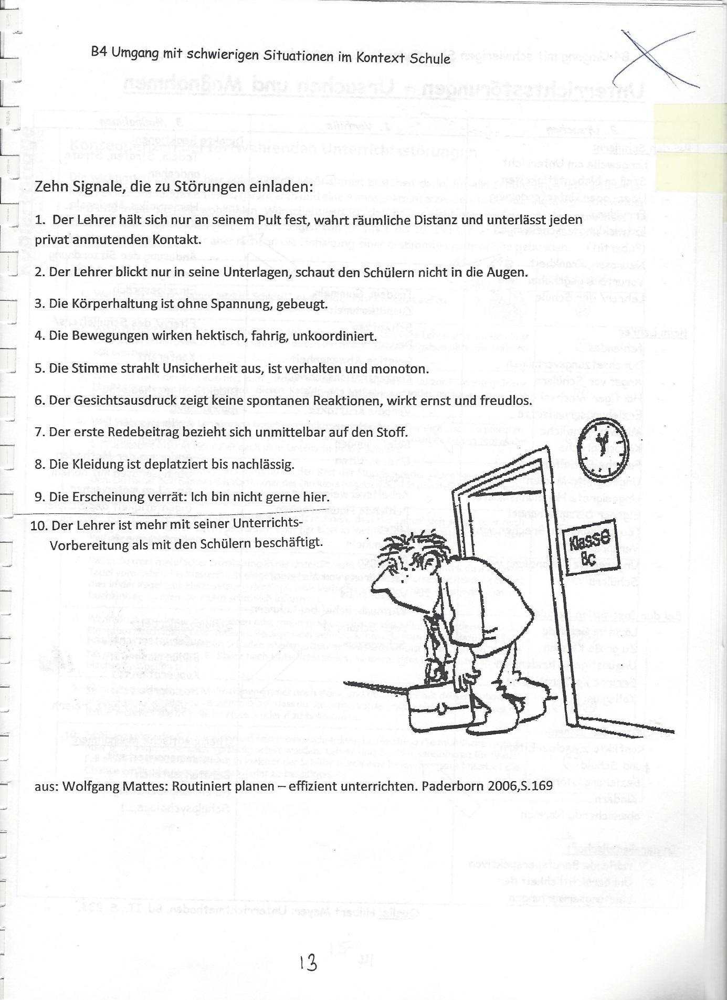 B4 Umgang mit schwierigen Situationen im Kontext Schule
Zehn Signale, die zu Störungen einladen:
1. Der Lehrer hält sich nur an seinem Pult fest, wahrt räumliche Distanz und unterlässt jeden
privat anmutenden Kontakt.
2. Der Lehrer blickt nur in seine Unterlagen, schaut den Schülern nicht in die Augen.
3. Die Körperhaltung ist ohne Spannung, gebeugt.
4. Die Bewegungen wirken hektisch, fahrig, unkoordiniert.
5. Die Stimme strahlt Unsicherheit aus, ist verhalten und monoton.
6. Der Gesichtsausdruck zeigt keine spontanen Reaktionen, wirkt ernst und freudlos.
7. Der erste Redebeitrag bezieht sich unmittelbar auf den Stoff.
8. Die Kleidung ist deplatziert bis nachlässig.
9. Die Erscheinung verrät: Ich bin nicht gerne hier.
10. Der Lehrer ist mehr mit seiner Unterrichts-
Vorbereitung als mit den Schülern beschäftigt.
Klasse
8c
aus: Wolfgang Mattes: Routiniert planen – effizient unterrichten. Paderborn 2006,S.169
13